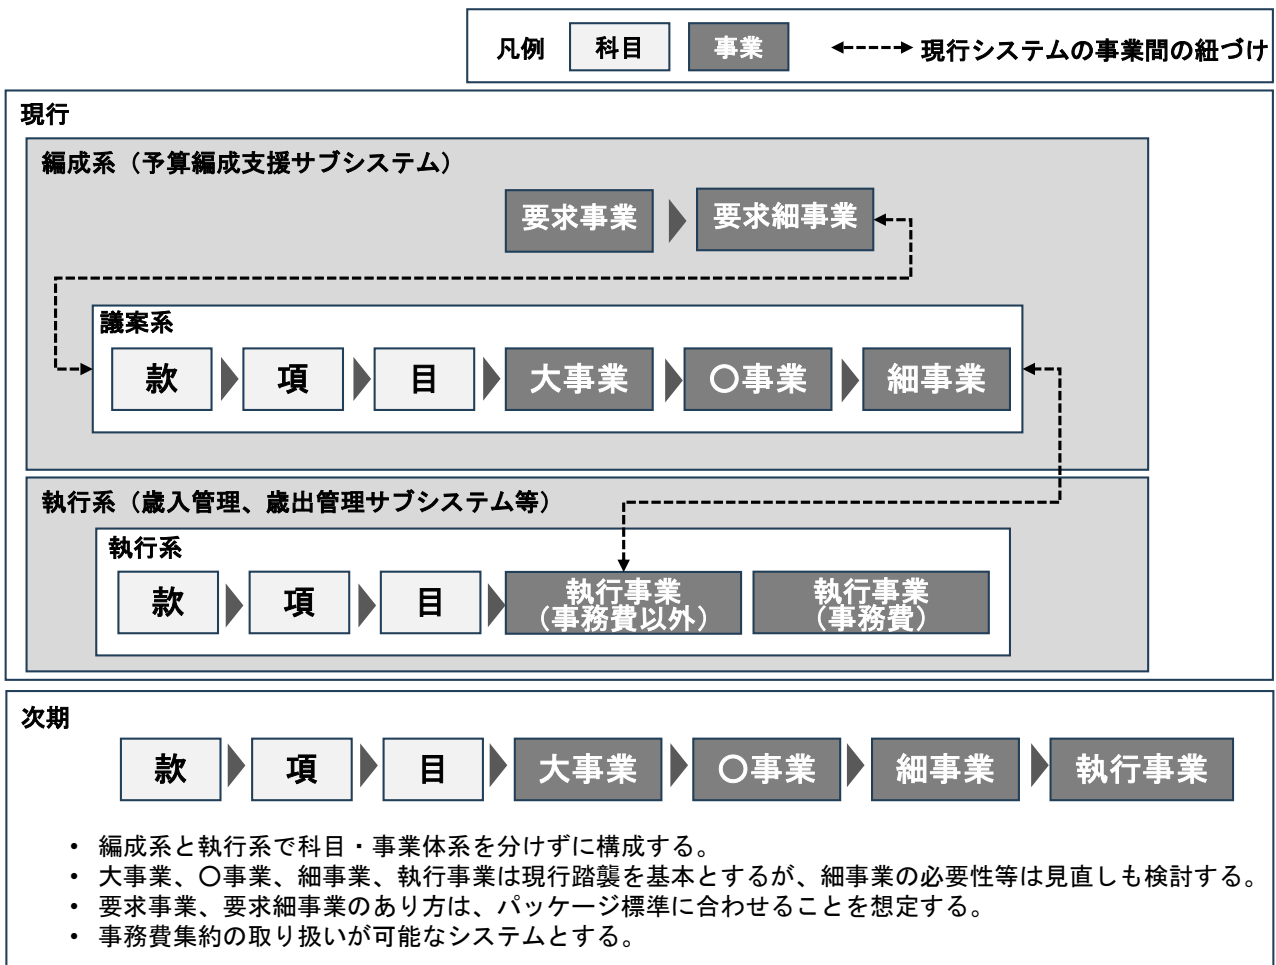 凡例
科目
事業
現行システムの事業間の紐づけ
現行
編成系（予算編成支援サブシステム）
要求事業
要求細事業
議案系
款
項
目
大事業
〇事業
細事業
執行系（歳入管理、歳出管理サブシステム等）
執行系
款
項
目
執行事業
（事務費以外）
執行事業
（事務費）
次期
款
項
目
大事業
〇事業
細事業
執行事業
• 編成系と執行系で科目・事業体系を分けずに構成する。
• 大事業、〇事業、細事業、執行事業は現行踏襲を基本とするが、細事業の必要性等は見直しも検討する。
• 要求事業、要求細事業のあり方は、パッケージ標準に合わせることを想定する。
• 事務費集約の取り扱いが可能なシステムとする。